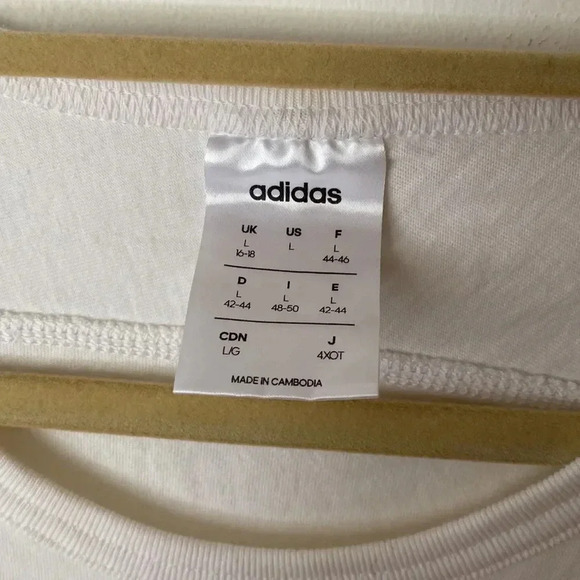 adidas
UK US F
L L L
16-18 44-46
D I E
L L L
42-44 48-50 42-44
CDN J
L/G 4XOT
MADE IN CAMBODIA